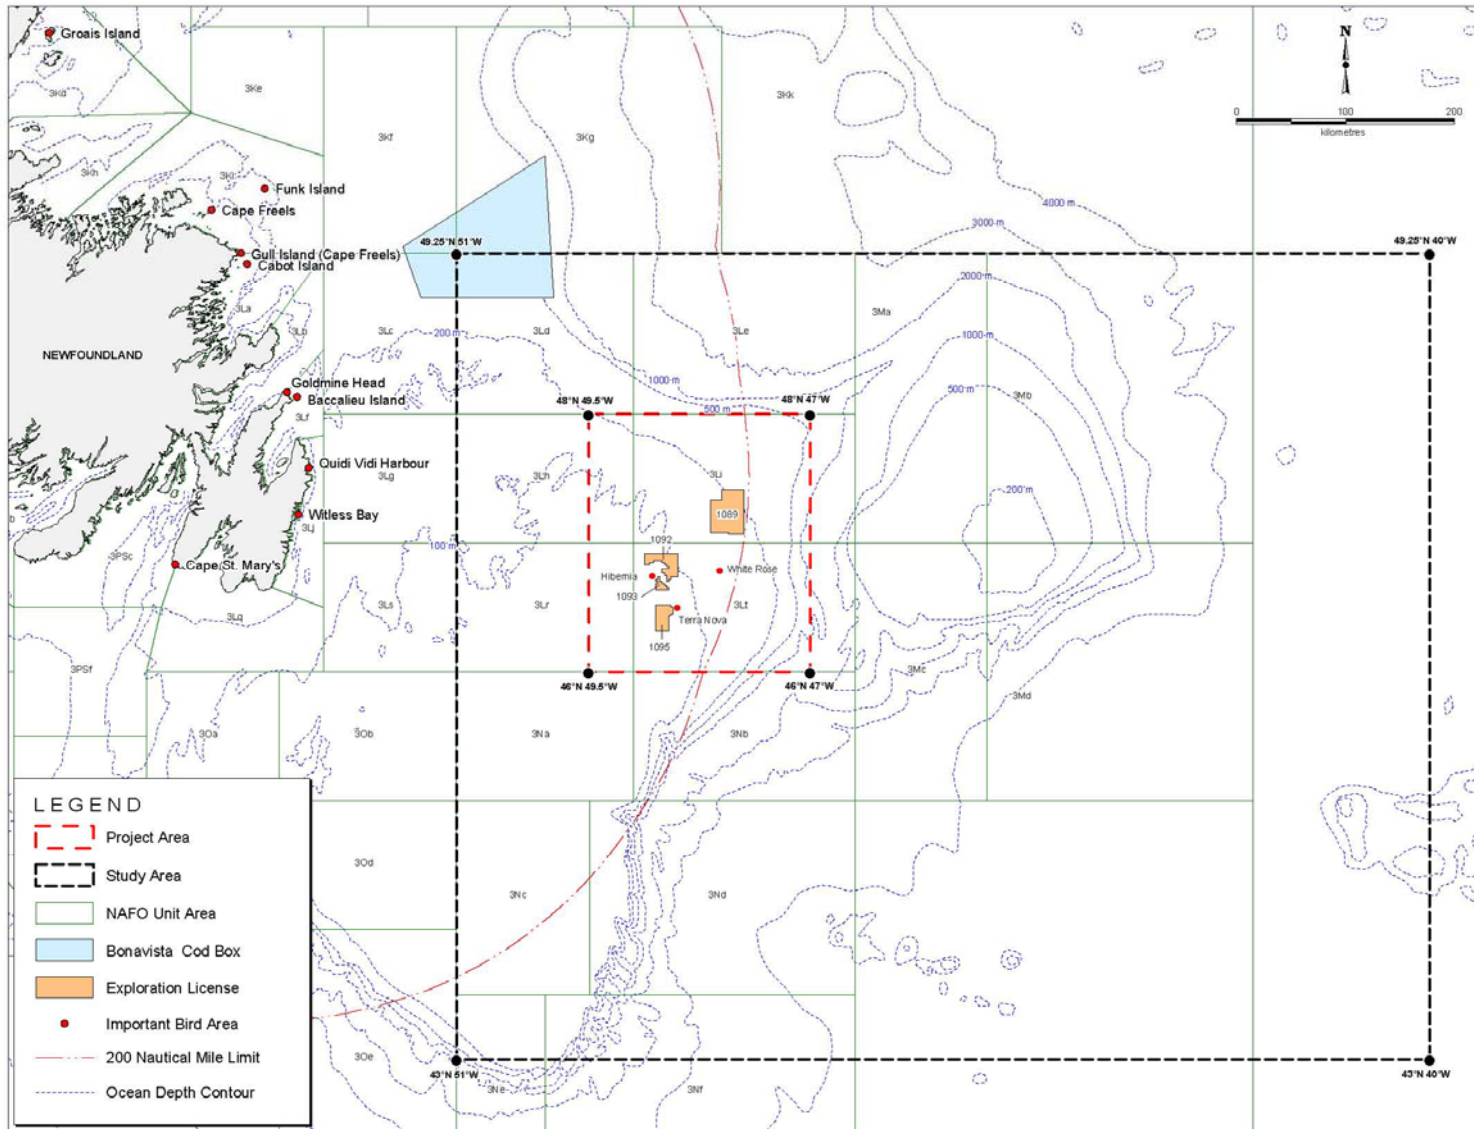 Groais Island
N
3Kd
3Ke
3Kk
0
100
200
kilometres
3Kf
3Kg
3Kh
3Ki
Funk Island
Cape Freels
4000 m
3000 m
49.25°N 51°W
49.25°N 40°W
Gull Island (Cape Freels)
Cabot Island
2000 m
3La
3Lb
3Lc
200 m
3Ld
3Le
3Ma
1000 m
NEWFOUNDLAND
Goldmine Head
Baccalieu Island
1000 m
500 m
3Mb
48°N 49.5°W
500 m
48°N 47°W
3Lf
Quidi Vidi Harbour
3Lg
3Lh
3Li
200 m
Witless Bay
3Lj
1089
3PSc
100 m
1092
Cape St. Mary's
Hibernia
White Rose
1093
3Lq
3Ls
3Lr
3Lt
Terra Nova
1095
3PSf
46°N 49.5°W
46°N 47°W
3Mc
3Md
3Oa
3Ob
3Na
3Nb
LEGEND
Project Area
Study Area
NAFO Unit Area
Bonavista Cod Box
Exploration License
Important Bird Area
200 Nautical Mile Limit
Ocean Depth Contour
3Od
3Nc
3Nd
3Oe
43°N 51°W
3Ne
3Nf
43°N 40°W